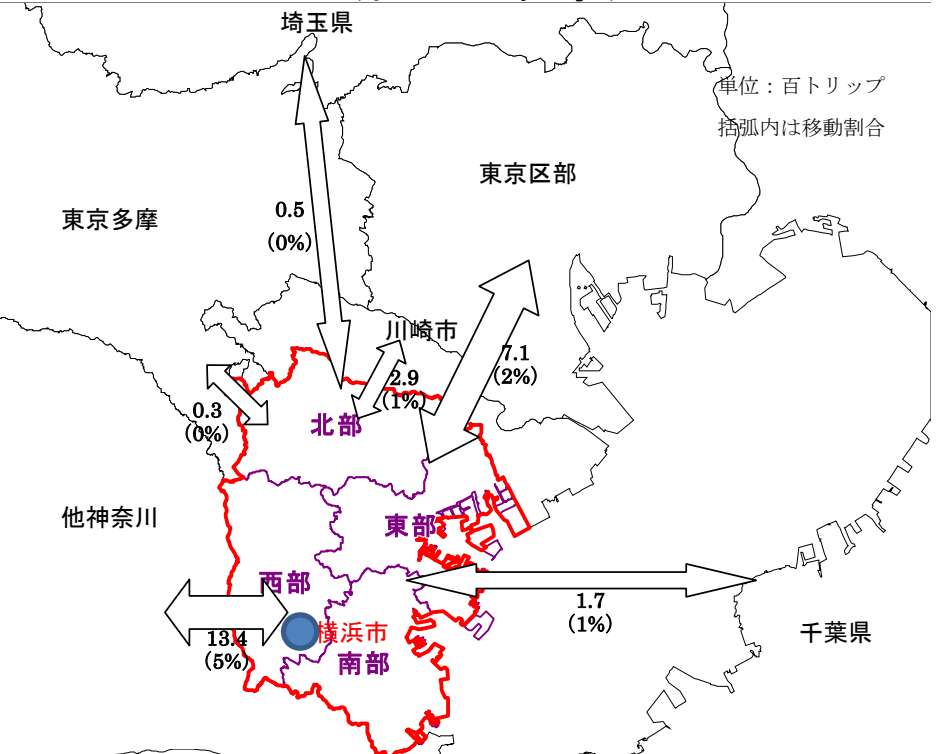 埼玉県
単位：百トリップ
括弧内は移動割合
東京区部
東京多摩
0.5
(0%)
川崎市
7.1
(2%)
2.9
(1%)
0.3
(0%)
北部
他神奈川
東部
西部
1.7
(1%)
横浜市
千葉県
13.4
(5%)
南部